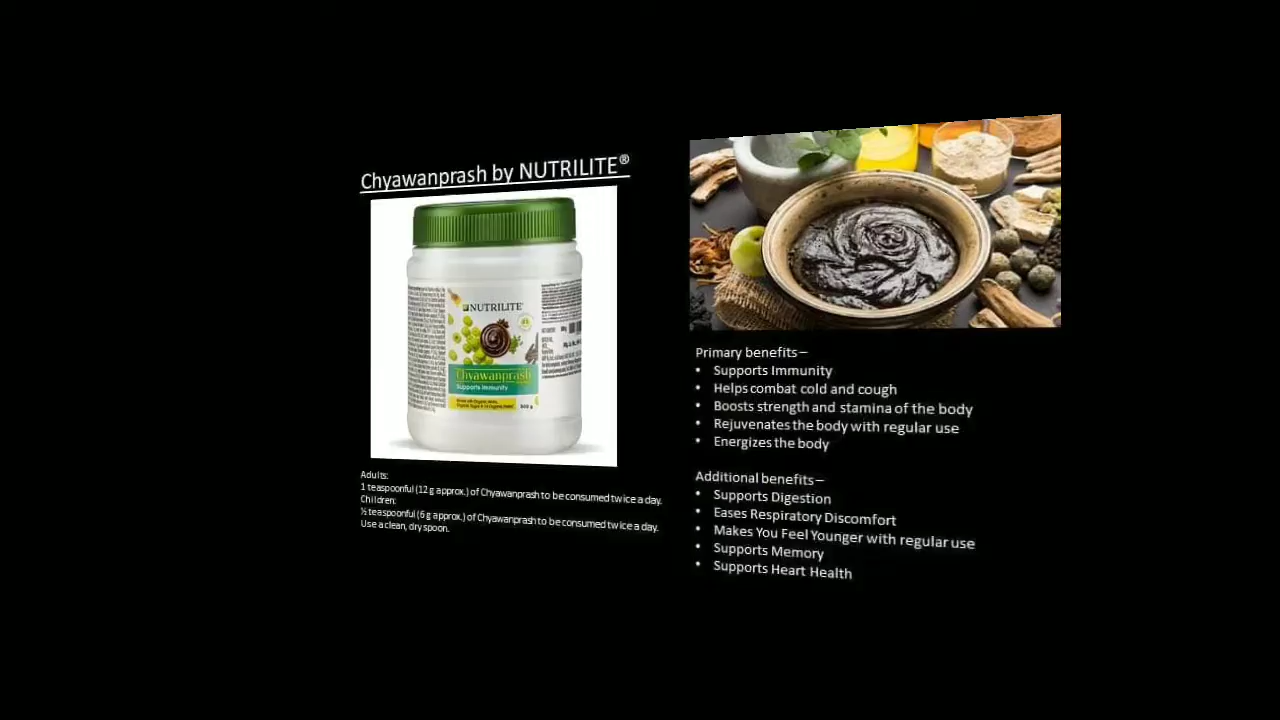 Chyawanprash by NUTRILITE®
NUTRILITE
Chyawanprash
Supports Immunity
500 g
Adults:
1 teaspoonful (12 g approx.) of Chyawanprash to be consumed twice a day.
Children:
½ teaspoonful (6 g approx.) of Chyawanprash to be consumed twice a day.
Use a clean, dry spoon.
Primary benefits –
• Supports Immunity
• Helps combat cold and cough
• Boosts strength and stamina of the body
• Rejuvenates the body with regular use
• Energizes the body
Additional benefits –
• Supports Digestion
• Eases Respiratory Discomfort
• Makes You Feel Younger with regular use
• Supports Memory
• Supports Heart Health